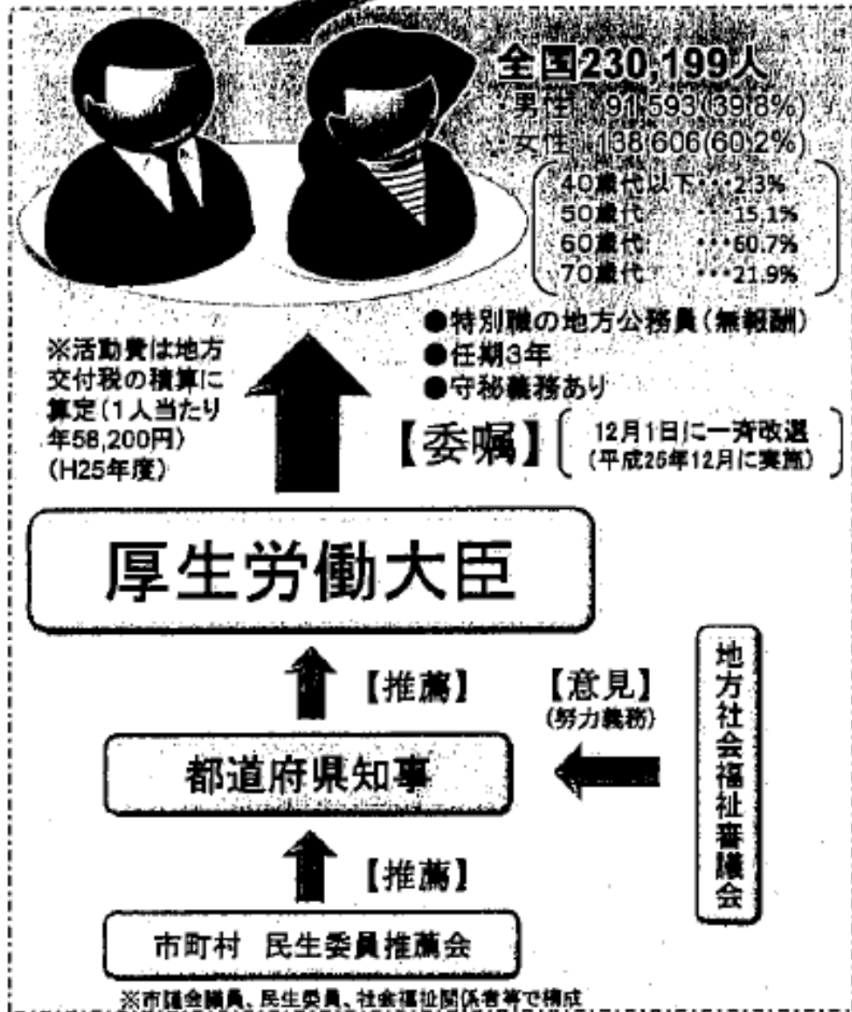 全国230,199人
・男性 91,593(39.8%)
・女性 138,606(60.2%)
40歳代以下・・・2.3%
50歳代 ・・・15.1%
60歳代 ・・・60.7%
70歳代 ・・・21.9%
●特別職の地方公務員(無報酬)
●任期3年
●守秘義務あり
※活動費は地方
交付税の積算に
算定(1人当たり
年58,200円)
(H25年度)
【委嘱】
12月1日に一斉改選
(平成25年12月に実施)
厚生労働大臣
【推薦】
【意見】
(努力義務)
地方社会福祉審議会
都道府県知事
【推薦】
市町村 民生委員推薦会
※市議会議員、民生委員、社会福祉関係者等で構成